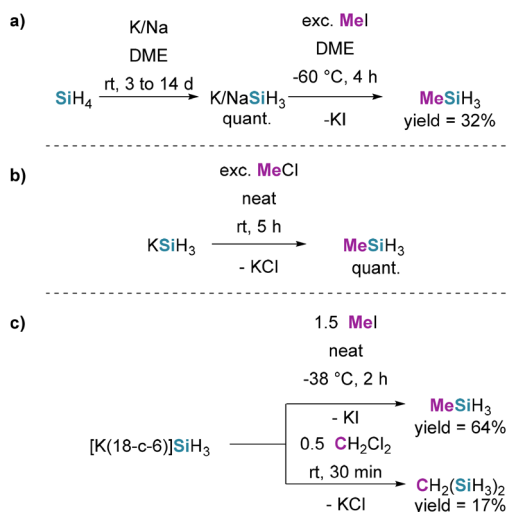 a)
K/Na
DME
rt, 3 to 14 d
SiH₄
K/NaSiH₃
quant.
exc. MeI
DME
-60 °C, 4 h
-KI
MeSiH₃
yield = 32%
b)
exc. MeCl
neat
rt, 5 h
KSiH₃
- KCl
MeSiH₃
quant.
c)
1.5 MeI
neat
-38 °C, 2 h
- KI
MeSiH₃
yield = 64%
[K(18-c-6)]SiH₃
0.5 CH₂Cl₂
rt, 30 min
- KCl
CH₂(SiH₃)₂
yield = 17%